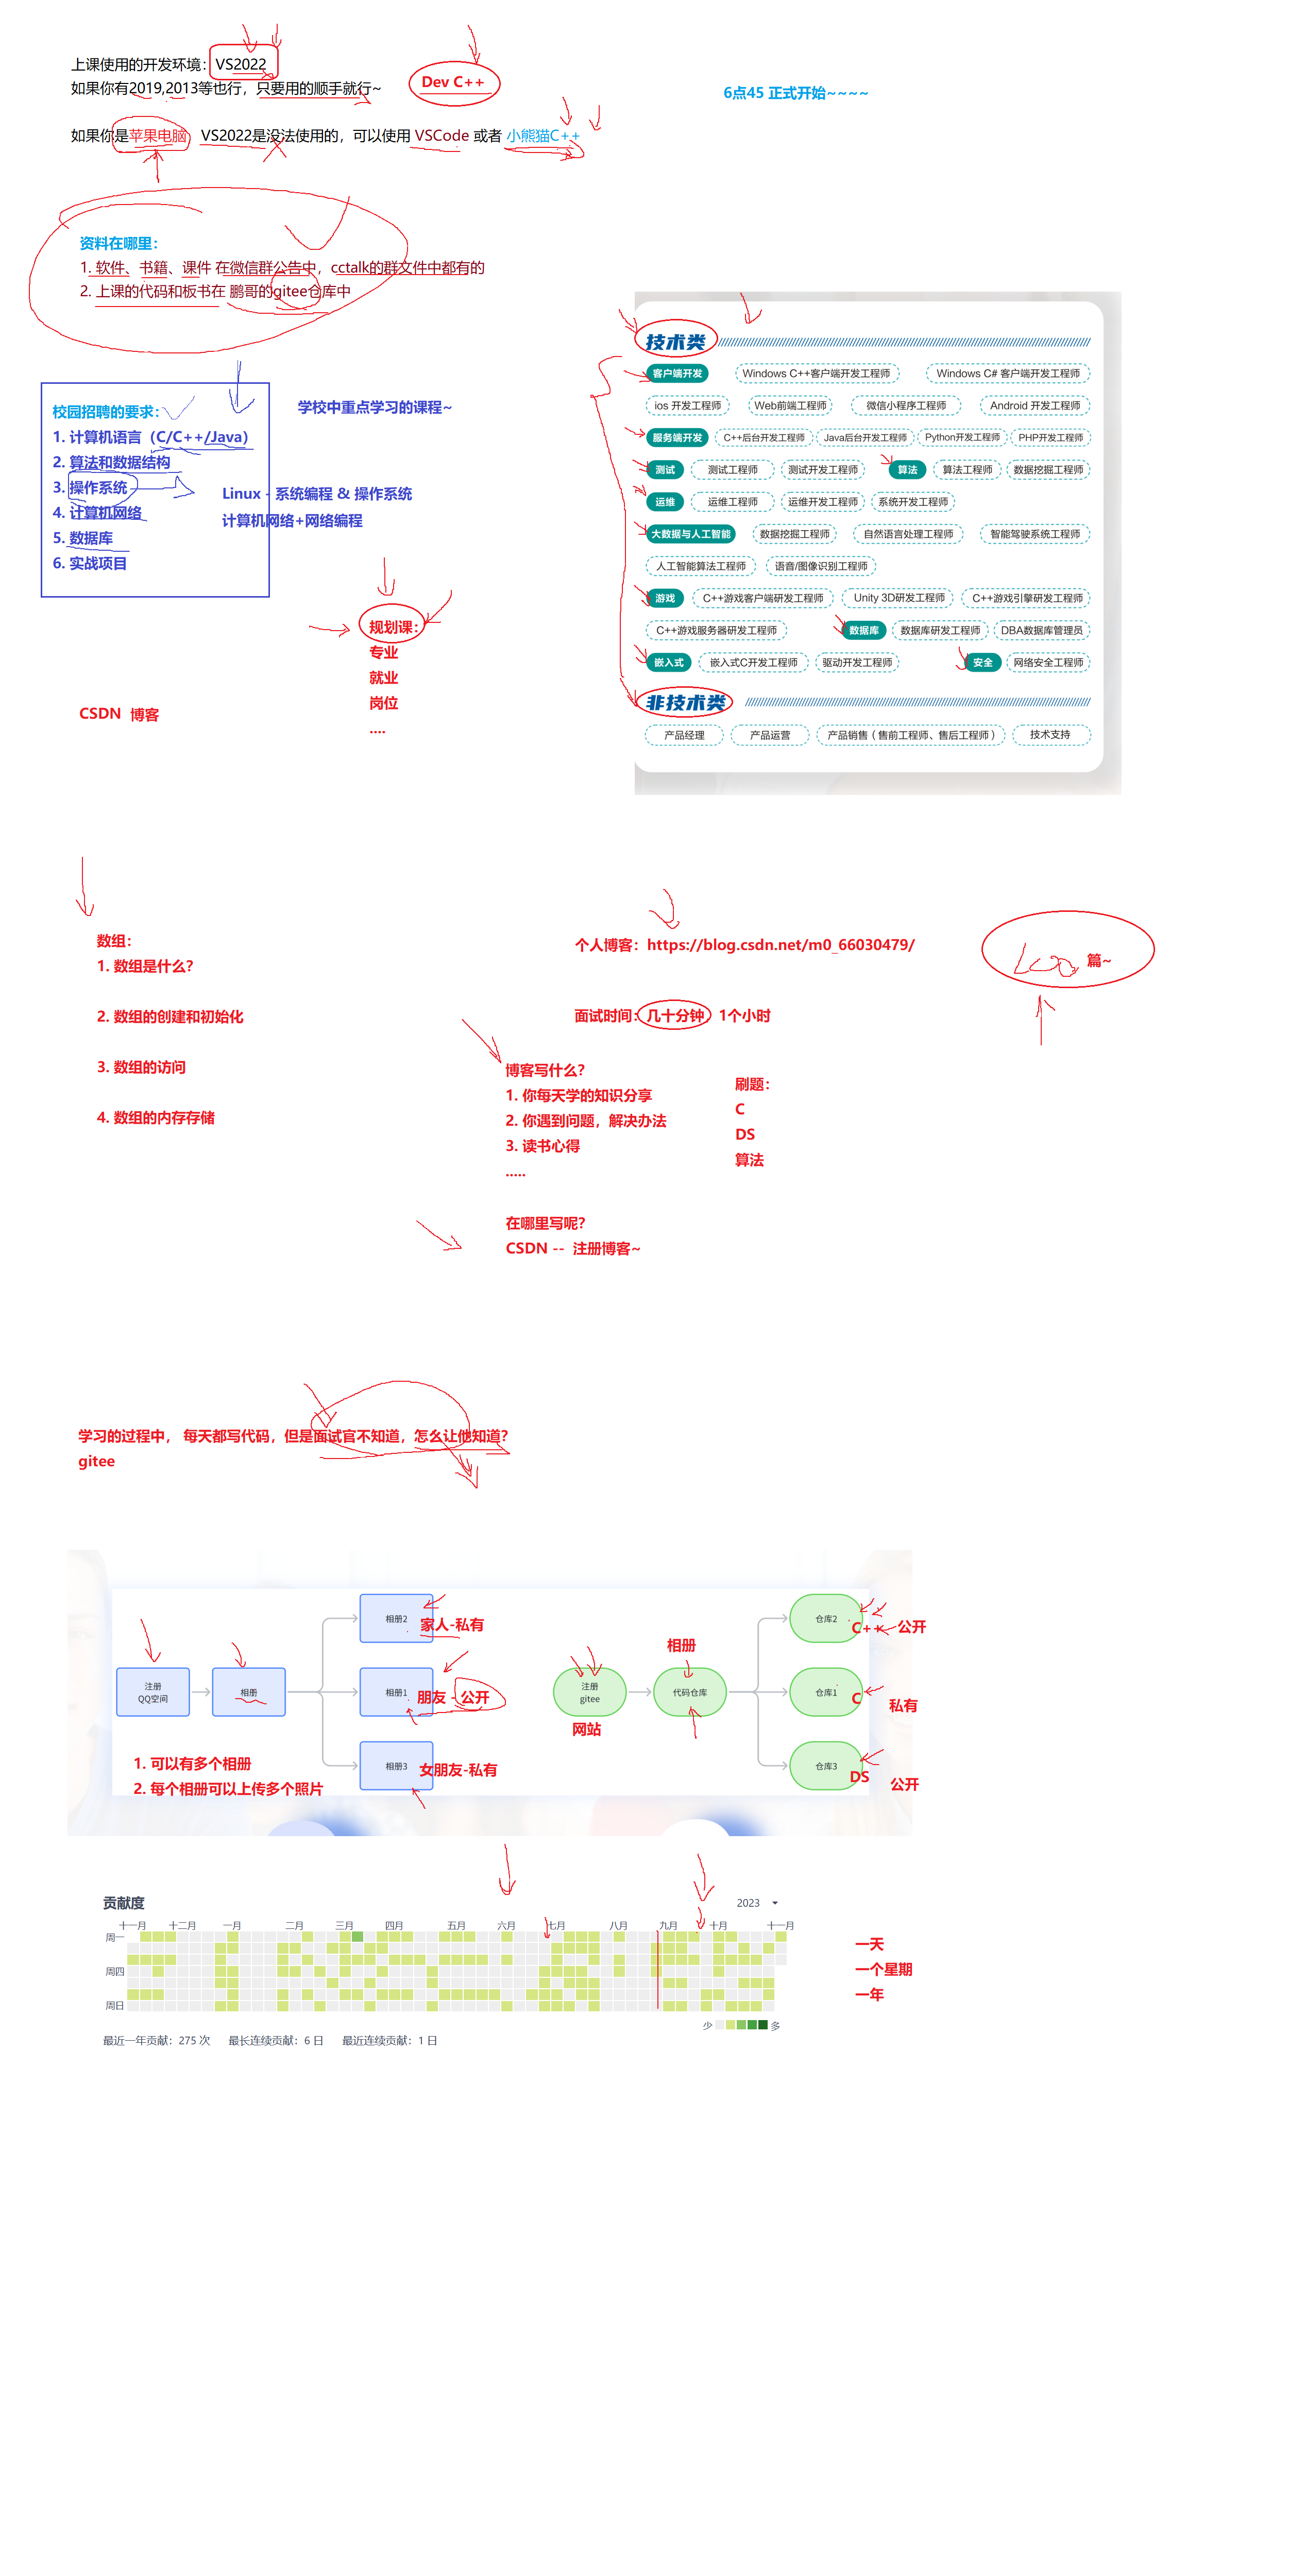 上课使用的开发环境：VS2022
如果你有2019,2013等也行，只要用的顺手就行~
Dev C++
6点45 正式开始~~~~
如果你是苹果电脑 VS2022是没法使用的，可以使用 VSCode 或者 小熊猫C++
资料在哪里：
1. 软件、书籍、课件 在微信群公告中，cctalk的群文件中都有的
2. 上课的代码和板书在 鹏哥的gitee仓库中
校园招聘的要求：
1. 计算机语言（C/C++/Java）
2. 算法和数据结构
3. 操作系统
4. 计算机网络
5. 数据库
6. 实战项目
学校中重点学习的课程~
Linux - 系统编程 & 操作系统
计算机网络+网络编程
规划课：
专业
就业
岗位
....
CSDN 博客
技术类
客户端开发 Windows C++客户端开发工程师 Windows C# 客户端开发工程师
ios 开发工程师 Web前端工程师 微信小程序工程师 Android 开发工程师
服务端开发 C++后台开发工程师 Java后台开发工程师 Python开发工程师 PHP开发工程师
测试 测试工程师 测试开发工程师 算法 算法工程师 数据挖掘工程师
运维 运维工程师 运维开发工程师 系统开发工程师
大数据与人工智能 数据挖掘工程师 自然语言处理工程师 智能驾驶系统工程师
人工智能算法工程师 语音/图像识别工程师
游戏 C++游戏客户端研发工程师 Unity 3D研发工程师 C++游戏引擎研发工程师
C++游戏服务器研发工程师 数据库 数据库研发工程师 DBA数据库管理员
嵌入式 嵌入式C开发工程师 驱动开发工程师 安全 网络安全工程师
非技术类
产品经理 产品运营 产品销售（售前工程师、售后工程师） 技术支持
数组：
1. 数组是什么？
2. 数组的创建和初始化
3. 数组的访问
4. 数组的内存存储
个人博客：https://blog.csdn.net/m0_66030479/
篇~
面试时间：几十分钟 1个小时
博客写什么？
1. 你每天学的知识分享
2. 你遇到问题，解决办法
3. 读书心得
.....
刷题：
C
DS
算法
在哪里写呢？
CSDN -- 注册博客~
学习的过程中， 每天都写代码，但是面试官不知道，怎么让他知道？
gitee
注册
QQ空间
相册
相册2
家人-私有
相册1
朋友 - 公开
相册3
女朋友-私有
1. 可以有多个相册
2. 每个相册可以上传多个照片
注册
gitee
网站
相册
代码仓库
仓库2
C++ 公开
仓库1
C 私有
仓库3
DS 公开
贡献度
2023
十一月 十二月 一月 二月 三月 四月 五月 六月 七月 八月 九月 十月 十一月
周一
周四
周日
少 多
最近一年贡献：275 次 最长连续贡献：6 日 最近连续贡献：1 日
一天
一个星期
一年